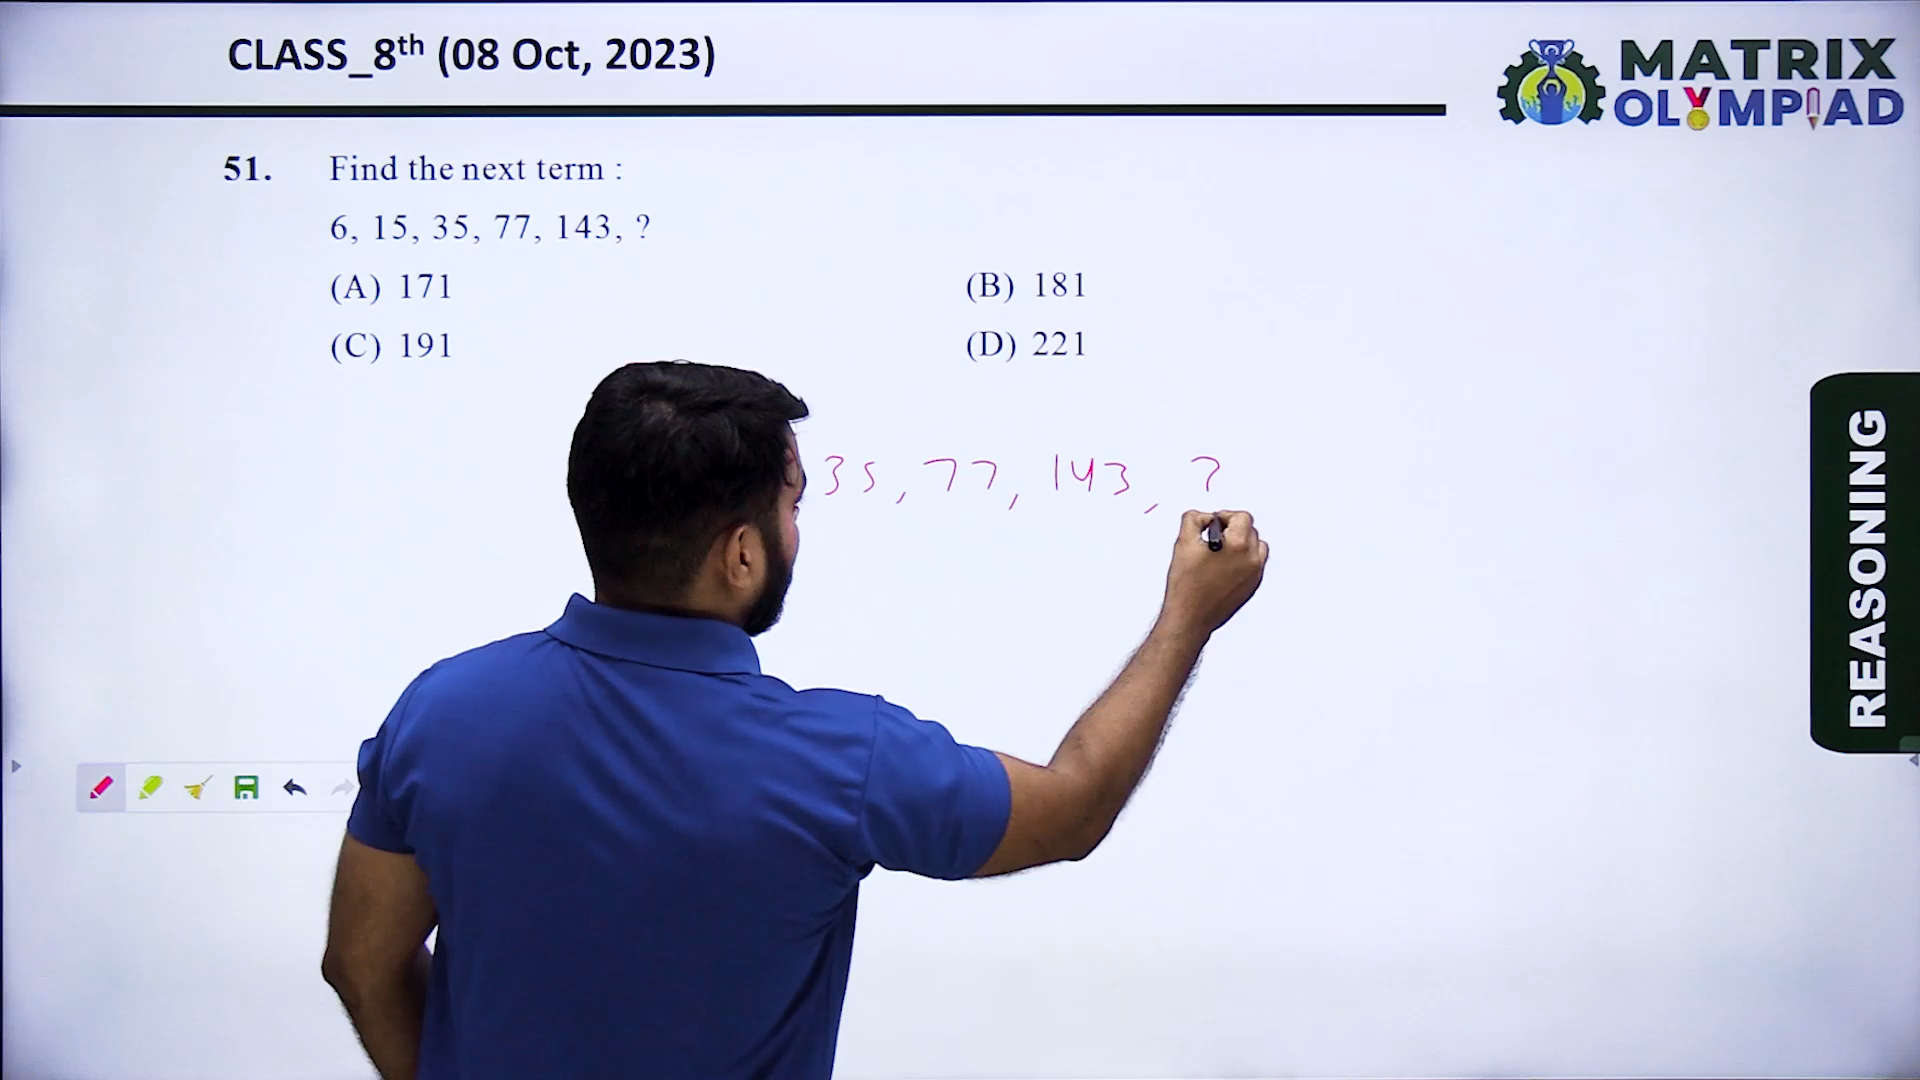 CLASS_8th (08 Oct, 2023)
MATRIX
OLYMPIAD
51. Find the next term :
6, 15, 35, 77, 143, ?
(A) 171 (B) 181
(C) 191 (D) 221
35, 77, 143, ?
REASONING